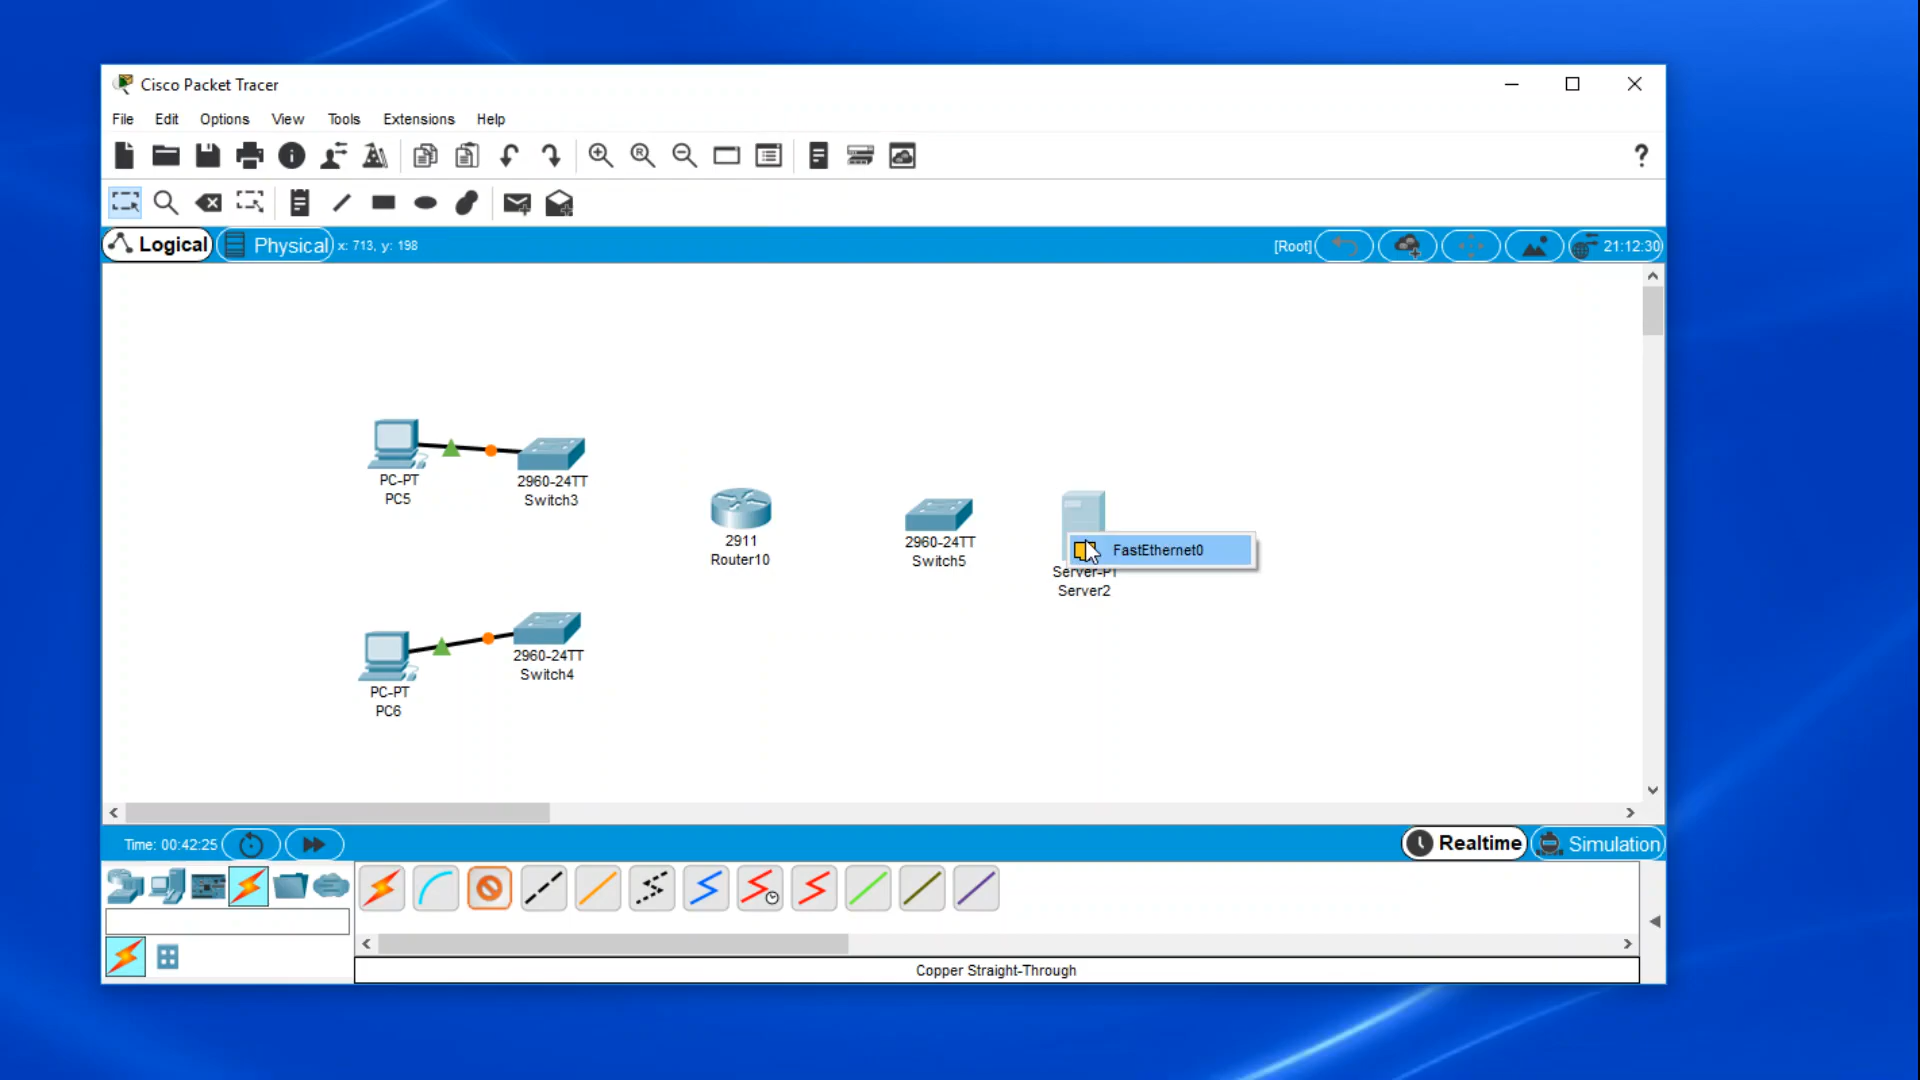 Cisco Packet Tracer
File Edit Options View Tools Extensions Help
?
Logical Physical x: 713, y: 198 [Root] 21:12:30
PC-PT
PC5
2960-24TT
Switch3
2911
Router10
2960-24TT
Switch5
FastEthernet0
Server-PT
Server2
2960-24TT
Switch4
PC-PT
PC6
Time: 00:42:25 Realtime Simulation
Copper Straight-Through